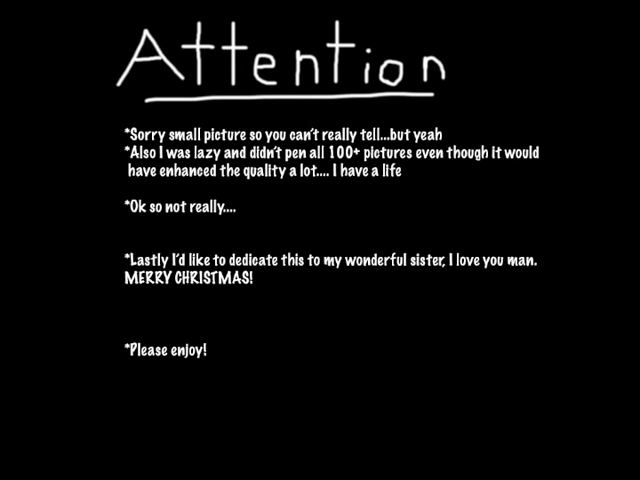 Attention
*Sorry small picture so you can't really tell...but yeah
*Also I was lazy and didn't pen all 100+ pictures even though it would
have enhanced the quality a lot.... I have a life
*Ok so not really....
*Lastly I'd like to dedicate this to my wonderful sister, I love you man.
MERRY CHRISTMAS!
*Please enjoy!